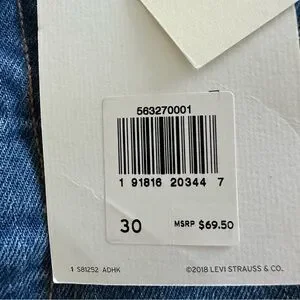 563270001
1 91816 20344 7
30 MSRP $69.50
1 S81252 ADHK ©2018 LEVI STRAUSS & CO.